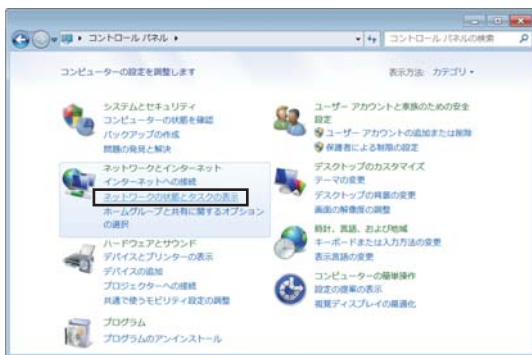 コントロール パネル
コントロール パネルの検索
コンピューターの設定を調整します
表示方法: カテゴリ
システムとセキュリティ
コンピューターの状態を確認
バックアップの作成
問題の発見と解決
ネットワークとインターネット
インターネットへの接続
ネットワークの状態とタスクの表示
ホームグループと共有に関するオプション
の選択
ハードウェアとサウンド
デバイスとプリンターの表示
デバイスの追加
プロジェクターへの接続
共通で使うモビリティ設定の調整
プログラム
プログラムのアンインストール
ユーザー アカウントと家族のための安全
設定
ユーザー アカウントの追加または削除
保護者による制限の設定
デスクトップのカスタマイズ
テーマの変更
デスクトップの背景の変更
画面の解像度の調整
時計、言語、および地域
キーボードまたは入力方法の変更
表示言語の変更
コンピューターの簡単操作
設定の提案の表示
視覚ディスプレイの最適化